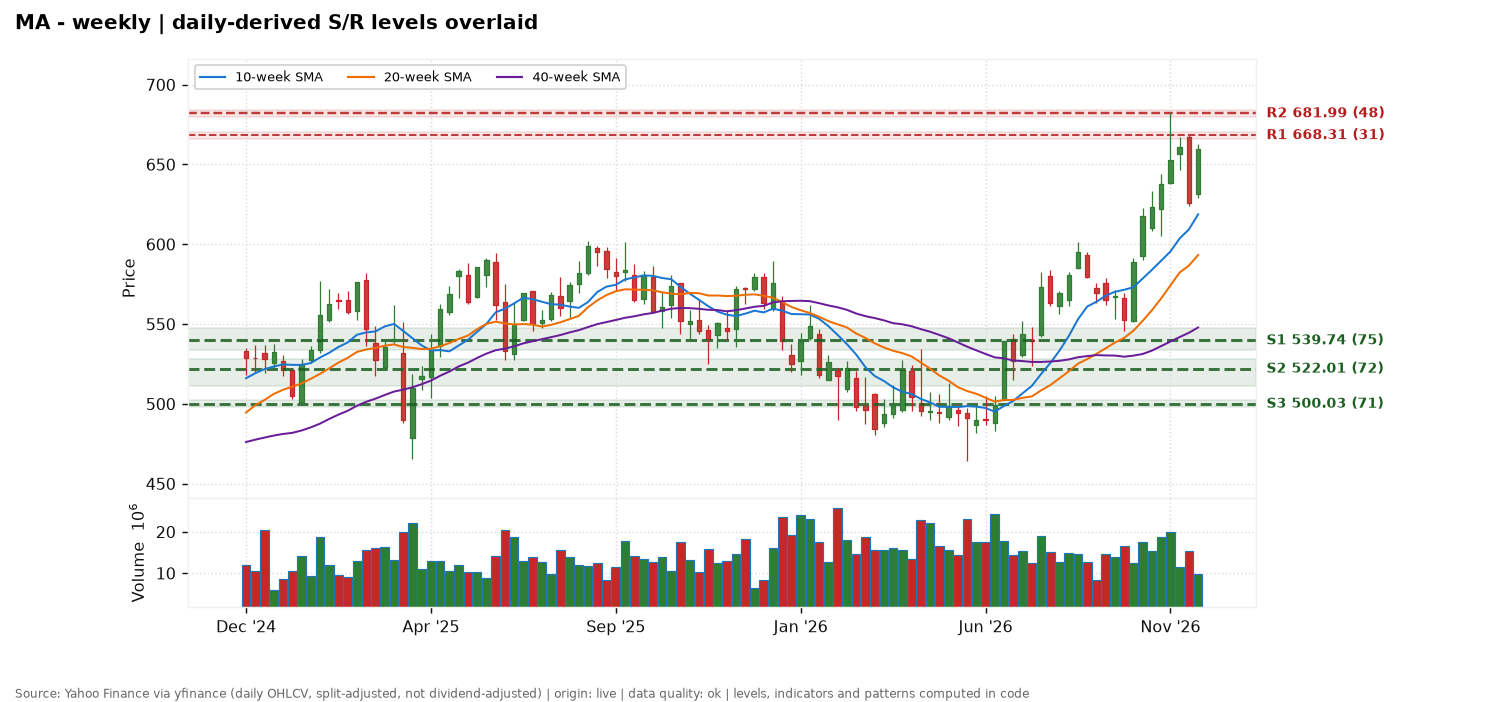 MA - weekly | daily-derived S/R levels overlaid
10-week SMA
20-week SMA
40-week SMA
Price
700
650
600
550
500
450
R2 681.99 (48)
R1 668.31 (31)
S1 539.74 (75)
S2 522.01 (72)
S3 500.03 (71)
Volume 10⁶
20
10
Dec '24
Apr '25
Sep '25
Jan '26
Jun '26
Nov '26
Source: Yahoo Finance via yfinance (daily OHLCV, split-adjusted, not dividend-adjusted) | origin: live | data quality: ok | levels, indicators and patterns computed in code